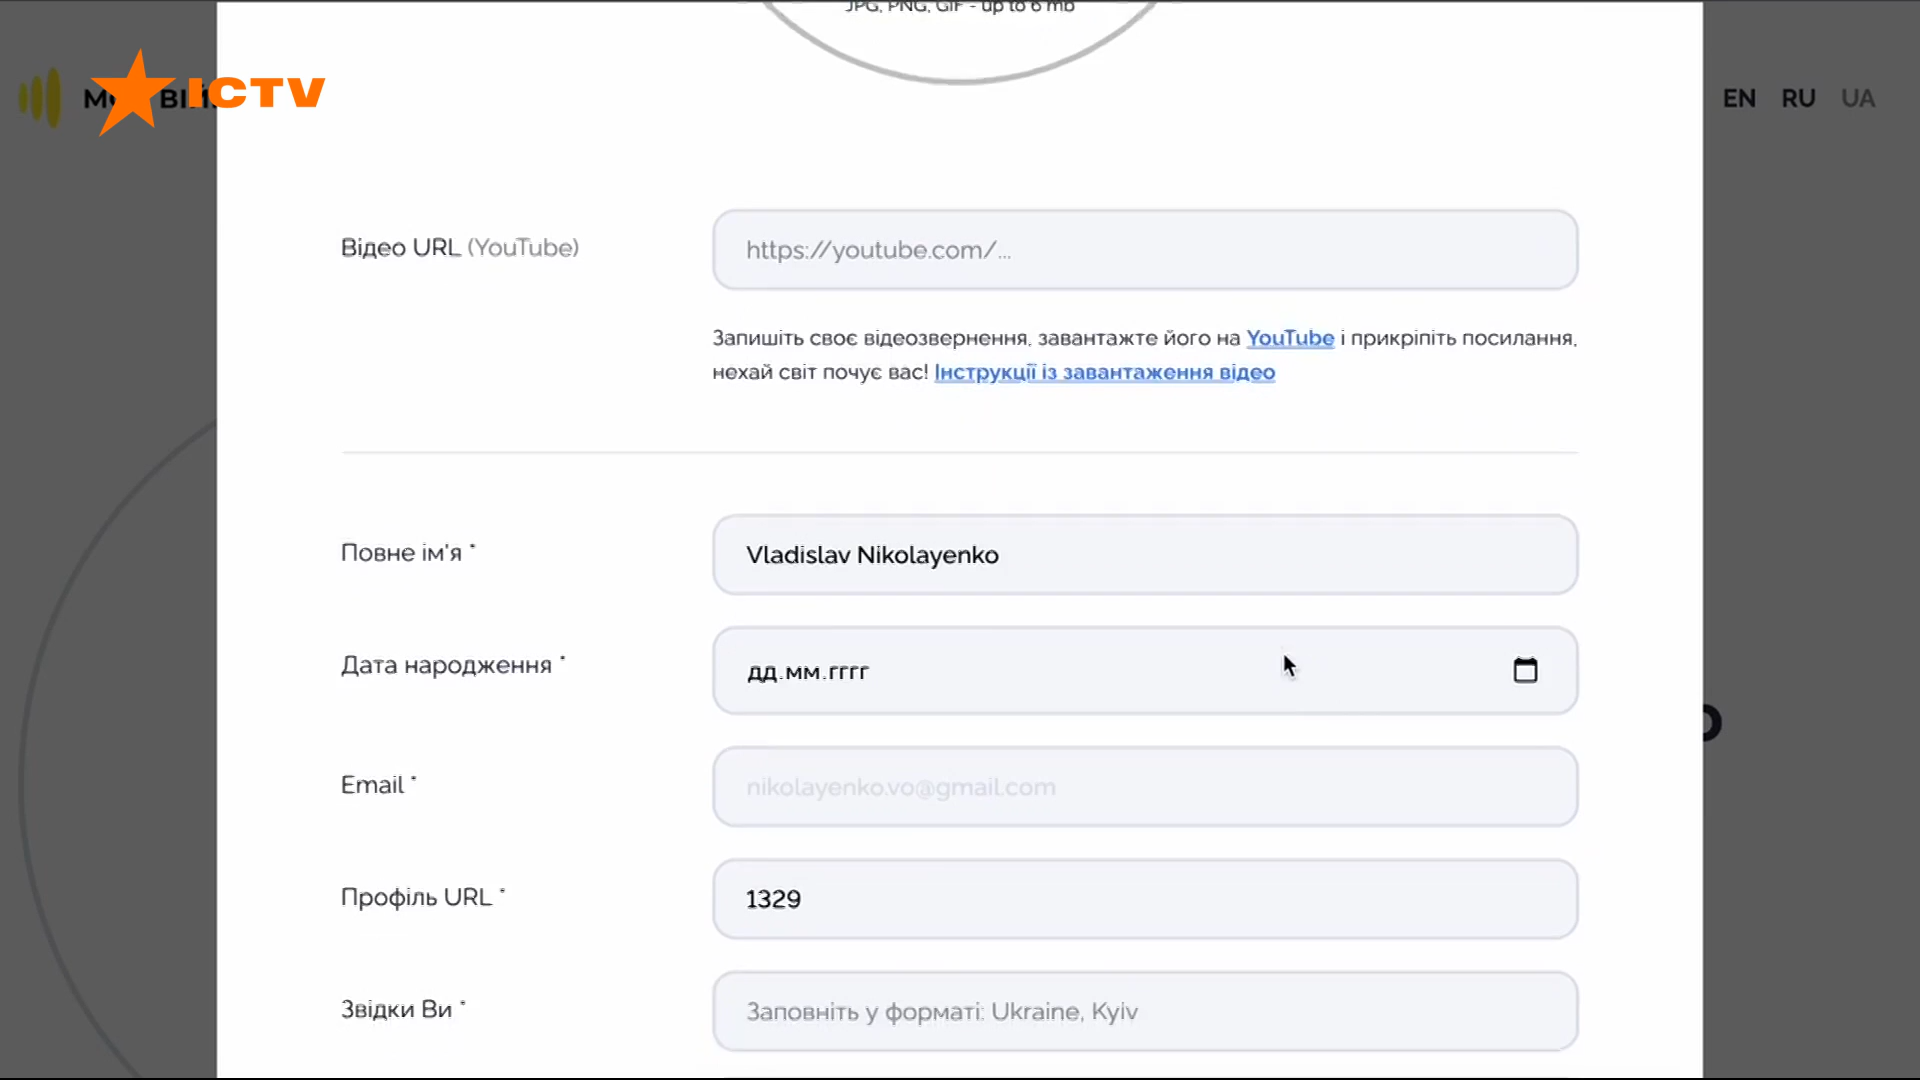 JPG, PNG, GIF - up to 6 mb
ICTV
EN RU UA
Відео URL (YouTube)
https://youtube.com/...
Запишіть своє відеозвернення, завантажте його на YouTube і прикріпіть посилання,
нехай світ почує вас! Інструкції із завантаження відео
Повне ім'я *
Vladislav Nikolayenko
Дата народження *
дд.мм.гггг
Email *
nikolayenko.vo@gmail.com
Профіль URL *
1329
Звідки Ви *
Заповніть у форматі: Ukraine, Kyiv